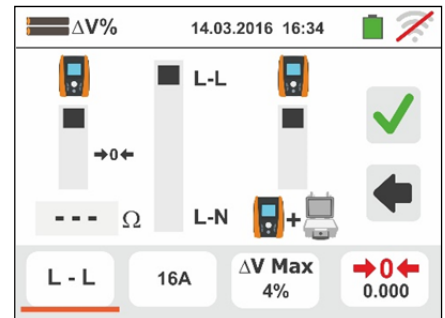 ΔV% 14.03.2016 16:34
L-L
→0←
--- Ω L-N
+
L - L 16A ΔV Max 4% →0← 0.000